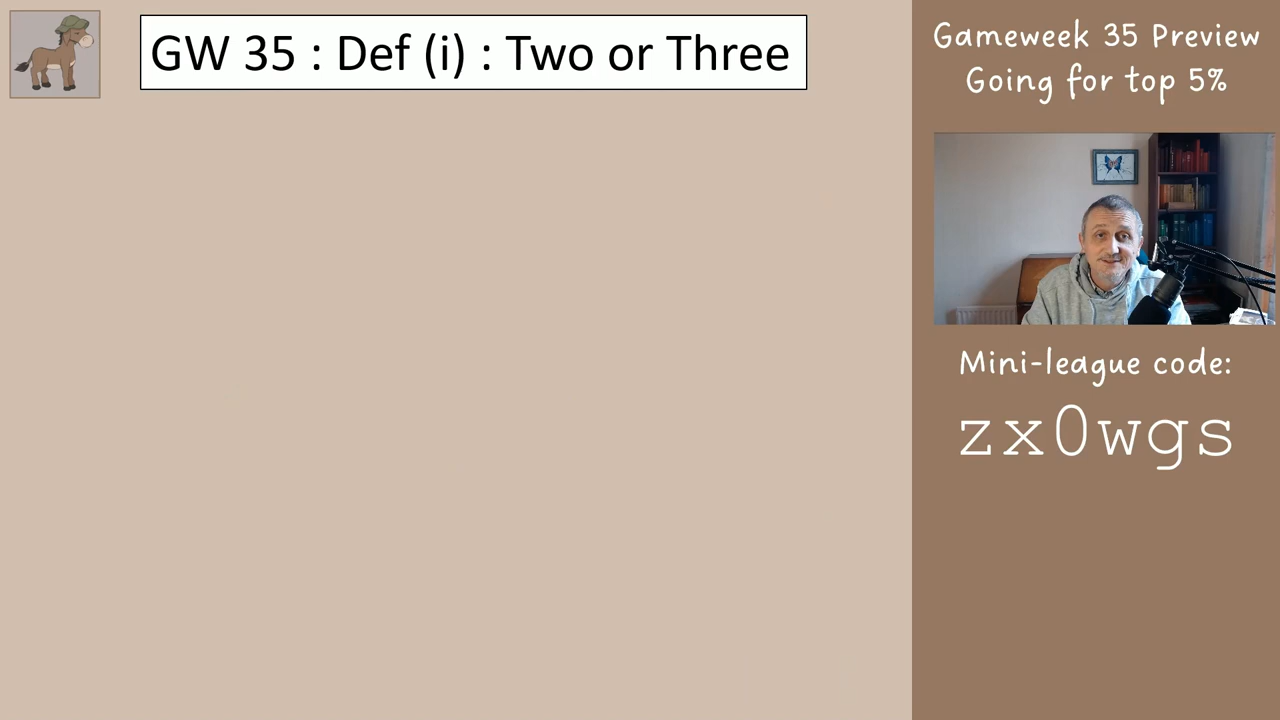 GW 35 : Def (i) : Two or Three
Gameweek 35 Preview
Going for top 5%
Mini-league code:
zx0wgs